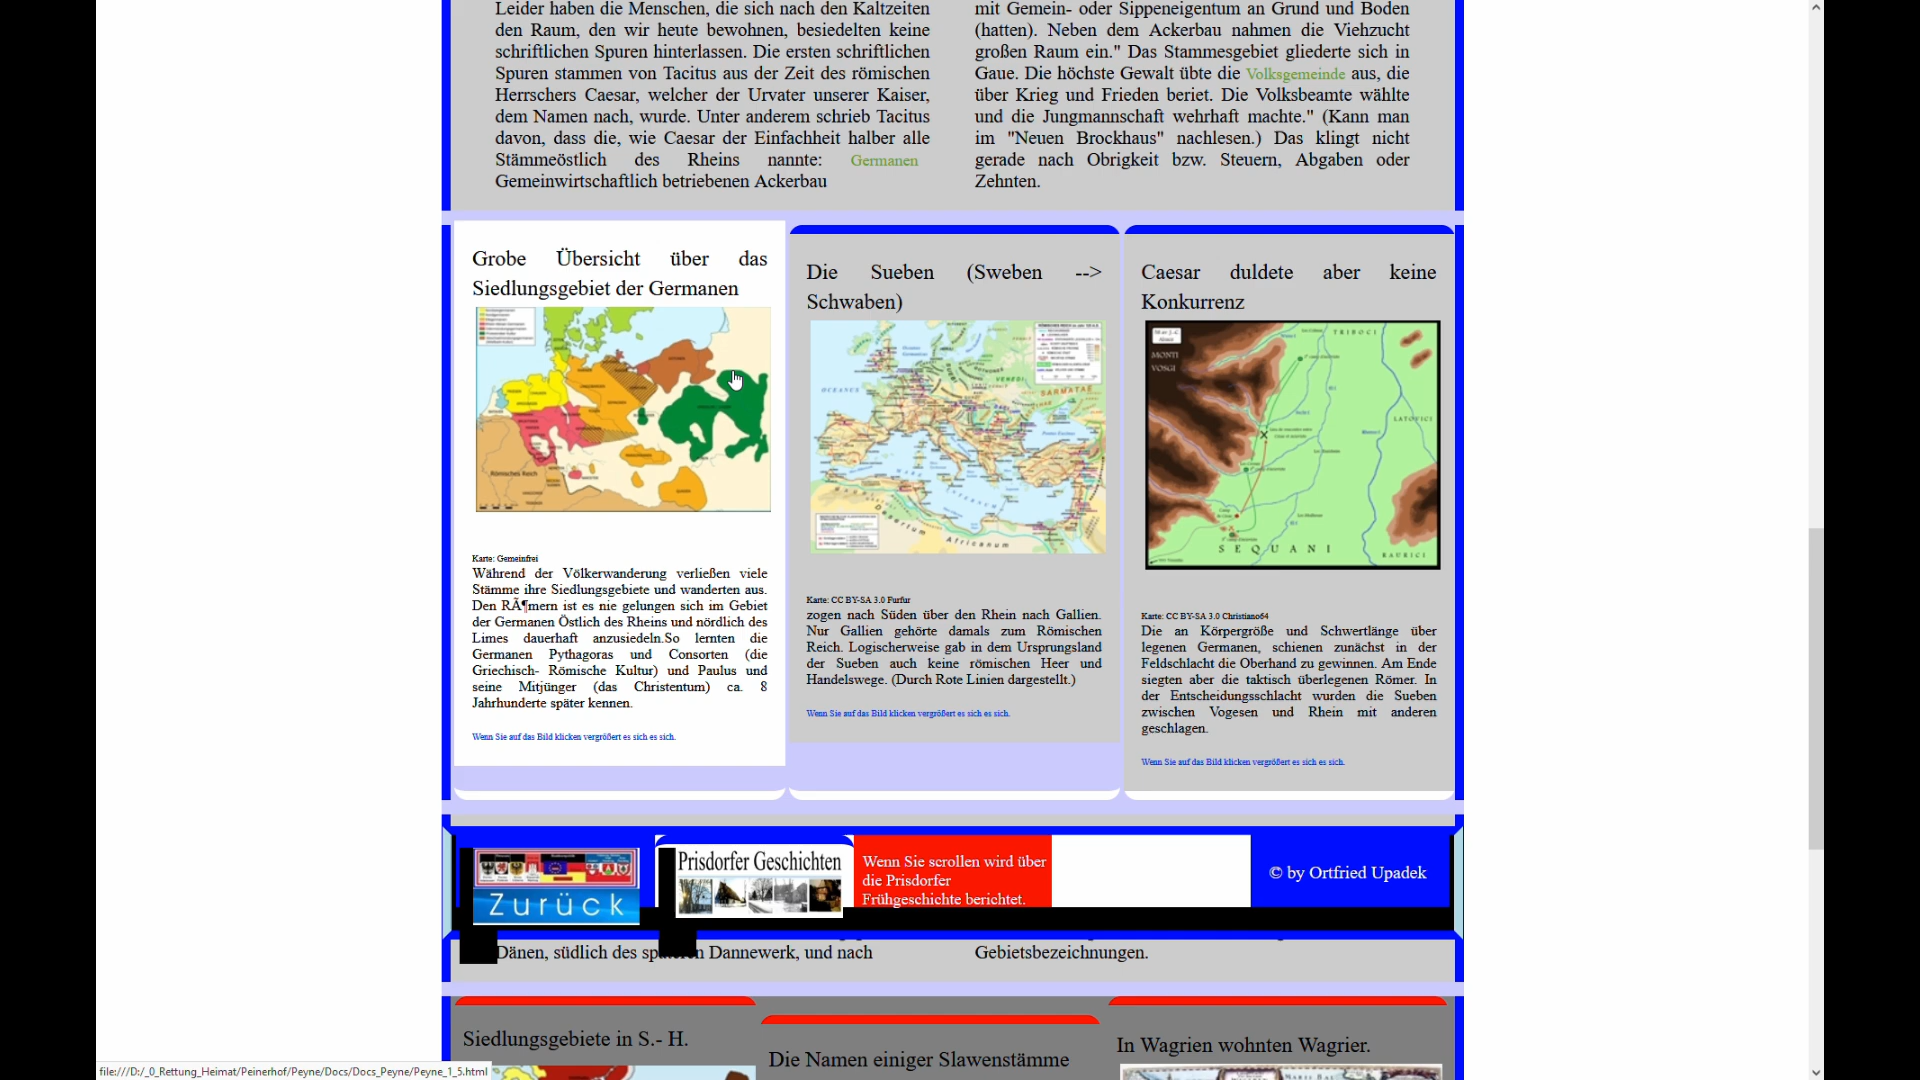 Leider haben die Menschen, die sich nach den Kaltzeiten
den Raum, den wir heute bewohnen, besiedelten keine
schriftlichen Spuren hinterlassen. Die ersten schriftlichen
Spuren stammen von Tacitus aus der Zeit des römischen
Herrschers Caesar, welcher der Urvater unserer Kaiser,
dem Namen nach, wurde. Unter anderem schrieb Tacitus
davon, dass die, wie Caesar der Einfachheit halber alle
Stämmeöstlich des Rheins nannte: Germanen
Gemeinwirtschaftlich betriebenen Ackerbau
mit Gemein- oder Sippeneigentum an Grund und Boden
(hatten). Neben dem Ackerbau nahmen die Viehzucht
großen Raum ein." Das Stammesgebiet gliederte sich in
Gaue. Die höchste Gewalt übte die Volksgemeinde aus, die
über Krieg und Frieden beriet. Die Volksbeamte wählte
und die Jungmannschaft wehrhaft machte." (Kann man
im "Neuen Brockhaus" nachlesen.) Das klingt nicht
gerade nach Obrigkeit bzw. Steuern, Abgaben oder
Zehnten.
Grobe Übersicht über das
Siedlungsgebiet der Germanen
Römisches Reich
Karte: Gemeinfrei
Während der Völkerwanderung verließen viele
Stämme ihre Siedlungsgebiete und wanderten aus.
Den RÃ¶mern ist es nie gelungen sich im Gebiet
der Germanen Östlich des Rheins und nördlich des
Limes dauerhaft anzusiedeln.So lernten die
Germanen Pythagoras und Consorten (die
Griechisch- Römische Kultur) und Paulus und
seine Mitjünger (das Christentum) ca. 8
Jahrhunderte später kennen.
Wenn Sie auf das Bild klicken vergrößert es sich es sich.
Die Sueben (Sweben -->
Schwaben)
OCEANUS
VENEDI
SARMATAE
Desertum Africanum
Karte: CC BY-SA 3.0 Furfur
zogen nach Süden über den Rhein nach Gallien.
Nur Gallien gehörte damals zum Römischen
Reich. Logischerweise gab in dem Ursprungsland
der Sueben auch keine römischen Heer und
Handelswege. (Durch Rote Linien dargestellt.)
Wenn Sie auf das Bild klicken vergrößert es sich es sich.
Caesar duldete aber keine
Konkurrenz
TRIBOCI
MONTI
VOSGI
LATOVICI
SEQUANI
RAURICI
Karte: CC BY-SA 3.0 Christiano64
Die an Körpergröße und Schwertlänge über
legenen Germanen, schienen zunächst in der
Feldschlacht die Oberhand zu gewinnen. Am Ende
siegten aber die taktisch überlegenen Römer. In
der Entscheidungsschlacht wurden die Sueben
zwischen Vogesen und Rhein mit anderen
geschlagen.
Wenn Sie auf das Bild klicken vergrößert es sich es sich.
Zurück
Prisdorfer Geschichten
Wenn Sie scrollen wird über
die Prisdorfer
Frühgeschichte berichtet.
© by Ortfried Upadek
Dänen, südlich des späteren Dannewerk, und nach
Gebietsbezeichnungen.
Siedlungsgebiete in S.- H.
Die Namen einiger Slawenstämme
In Wagrien wohnten Wagrier.
file:///D:/_0_Rettung_Heimat/Peinerhof/Peyne/Docs/Docs_Peyne/Peyne_1_5.html